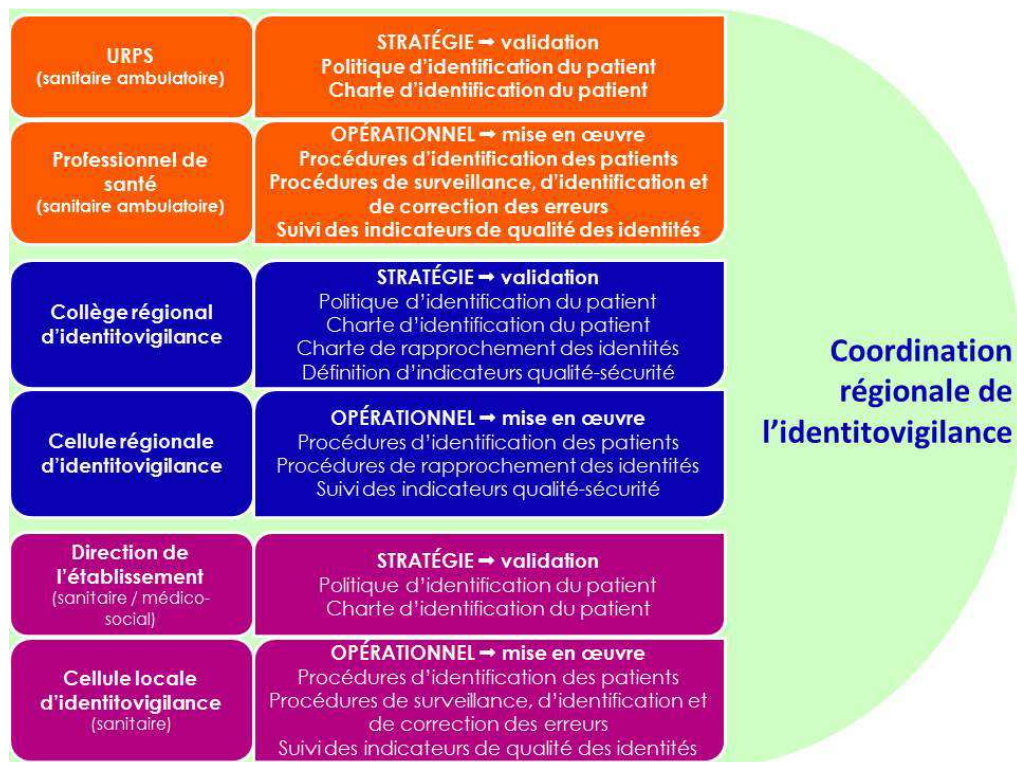 URPS
(sanitaire ambulatoire)
STRATÉGIE ➞ validation
Politique d'identification du patient
Charte d'identification du patient
Professionnel de
santé
(sanitaire ambulatoire)
OPÉRATIONNEL ➞ mise en œuvre
Procédures d'identification des patients
Procédures de surveillance, d'identification et
de correction des erreurs
Suivi des indicateurs de qualité des identités
Collège régional
d'identitovigilance
STRATÉGIE ➞ validation
Politique d'identification du patient
Charte d'identification du patient
Charte de rapprochement des identités
Définition d'indicateurs qualité-sécurité
Cellule régionale
d'identitovigilance
OPÉRATIONNEL ➞ mise en œuvre
Procédures d'identification des patients
Procédures de rapprochement des identités
Suivi des indicateurs qualité-sécurité
Direction de
l'établissement
(sanitaire / médico-
social)
STRATÉGIE ➞ validation
Politique d'identification du patient
Charte d'identification du patient
Cellule locale
d'identitovigilance
(sanitaire)
OPÉRATIONNEL ➞ mise en œuvre
Procédures d'identification des patients
Procédures de surveillance, d'identification et
de correction des erreurs
Suivi des indicateurs de qualité des identités
Coordination
régionale de
l'identitovigilance